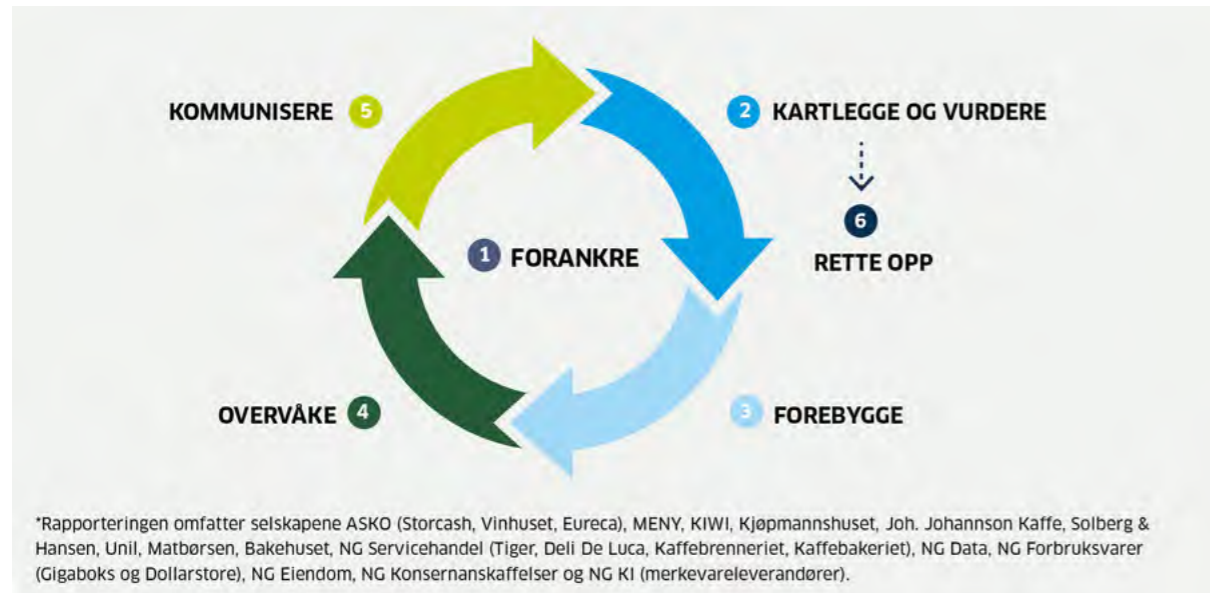 KOMMUNISERE 5
2 KARTLEGGE OG VURDERE
6
RETTE OPP
1 FORANKRE
OVERVÅKE 4
3 FOREBYGGE
*Rapporteringen omfatter selskapene ASKO (Storcash, Vinhuset, Eureca), MENY, KIWI, Kjøpmannshuset, Joh. Johannson Kaffe, Solberg &
Hansen, Unil, Matbørsen, Bakehuset, NG Servicehandel (Tiger, Deli De Luca, Kaffebrenneriet, Kaffebakeriet), NG Data, NG Forbruksvarer
(Gigaboks og Dollarstore), NG Eiendom, NG Konsernanskaffelser og NG KI (merkevareleverandører).